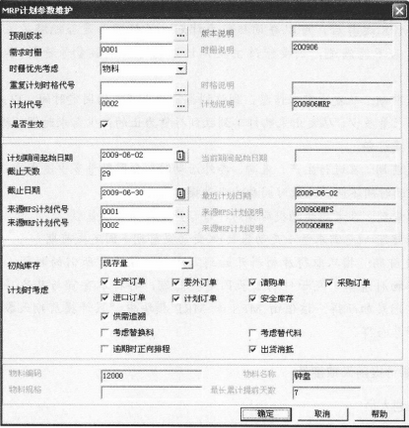 MRP计划参数维护
预测版本 ... 版本说明
需求时栅 0001 ... 时栅说明 200906
时栅优先考虑 物料
重复计划时格代号 ... 时格说明
计划代号 0002 ... 计划说明 200906MRP
是否生效
计划期间起始日期 2009-06-02 当前期间起始日期
截止天数 29
截止日期 2009-06-30 最近计划日期 2009-06-02
来源MPS计划代号 0001 ... 来源MPS计划说明 200906MPS
来源MRP计划代号 0002 ... 来源MRP计划说明 200906MRP
初始库存 现存量
计划时考虑 生产订单 委外订单 请购单 采购订单
进口订单 计划订单 安全库存
供需追溯
考虑替换料 考虑替代料
逾期时正向排程 出货消抵
物料编码 12000 物料名称 钟盘
物料规格 最长累计提前天数 7
确定 取消 帮助